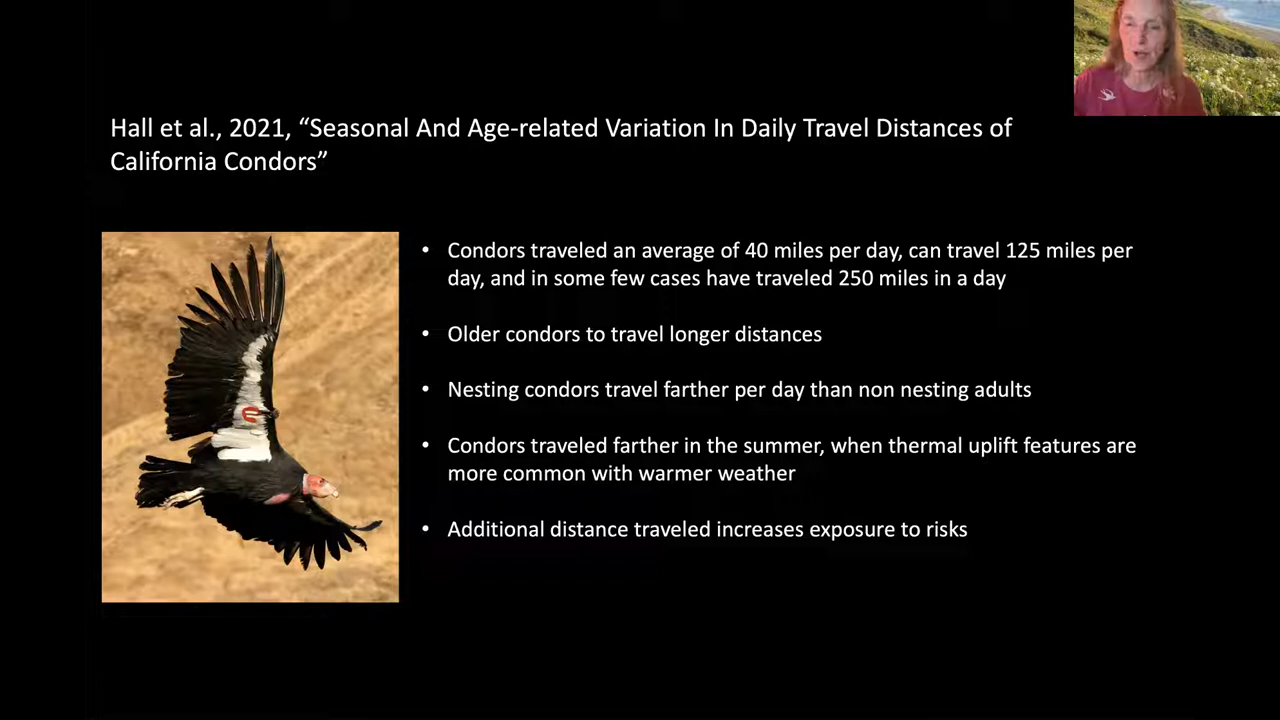 Hall et al., 2021, “Seasonal And Age-related Variation In Daily Travel Distances of
California Condors”
• Condors traveled an average of 40 miles per day, can travel 125 miles per
day, and in some few cases have traveled 250 miles in a day
• Older condors to travel longer distances
• Nesting condors travel farther per day than non nesting adults
• Condors traveled farther in the summer, when thermal uplift features are
more common with warmer weather
• Additional distance traveled increases exposure to risks